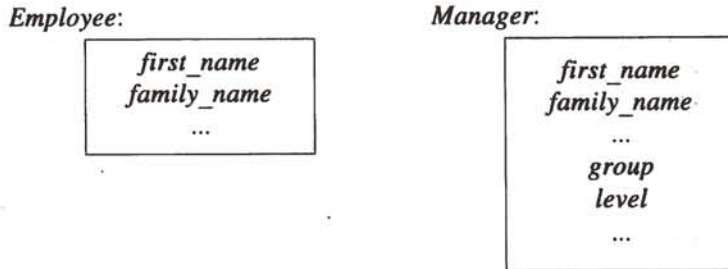 Employee:
first_name
family_name
...
Manager:
first_name
family_name
...
group
level
...